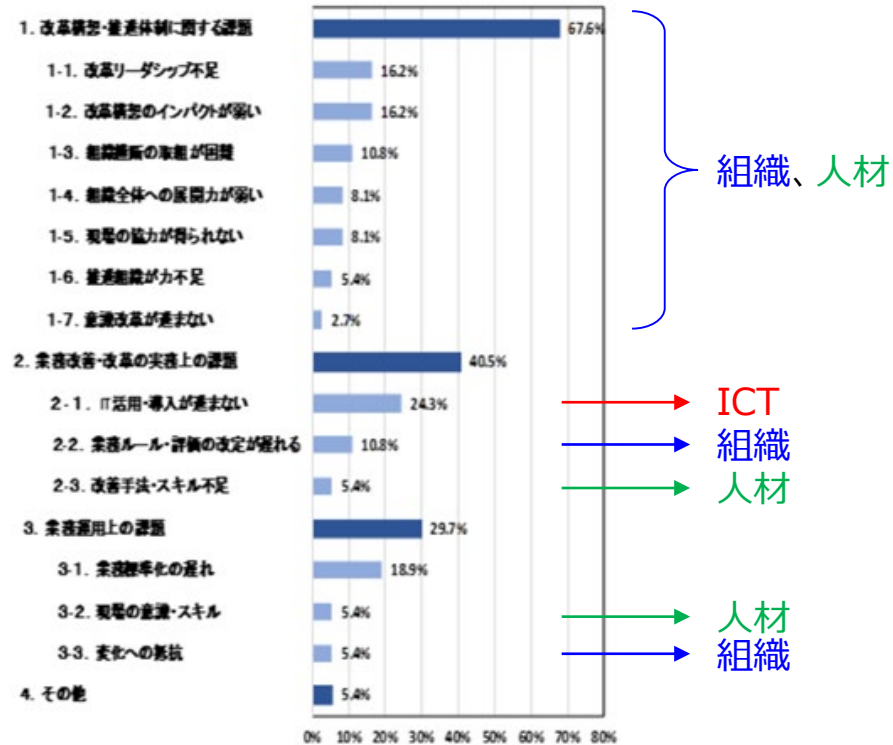 1. 改革構想・推進体制に関する課題 67.6%
1-1. 改革リーダシップ不足 16.2%
1-2. 改革構想のインパクトが弱い 16.2%
1-3. 組織横断の取組が困難 10.8%
組織、人材
1-4. 組織全体への展開力が弱い 8.1%
1-5. 現場の協力が得られない 8.1%
1-6. 推進組織が力不足 5.4%
1-7. 意識改革が進まない 2.7%
2. 業務改善・改革の実務上の課題 40.5%
2-1. IT活用・導入が進まない 24.3% ICT
2-2. 業務ルール・評価の改定が遅れる 10.8% 組織
2-3. 改善手法・スキル不足 5.4% 人材
3. 業務運用上の課題 29.7%
3-1. 業務標準化の遅れ 18.9%
3-2. 現場の意識・スキル 5.4% 人材
3-3. 変化への抵抗 5.4% 組織
4. その他 5.4%
0% 10% 20% 30% 40% 50% 60% 70% 80%